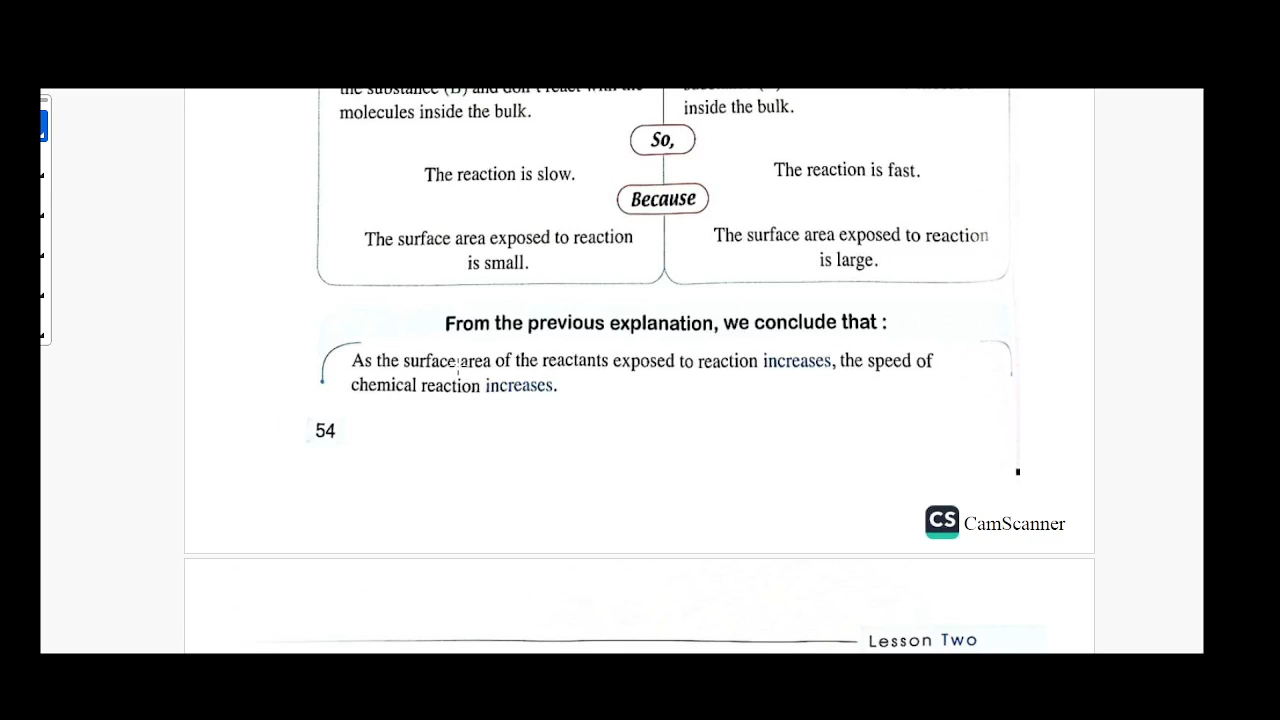 molecules inside the bulk.
inside the bulk.
So,
The reaction is slow.
The reaction is fast.
Because
The surface area exposed to reaction
is small.
The surface area exposed to reaction
is large.
From the previous explanation, we conclude that :
As the surface area of the reactants exposed to reaction increases, the speed of
chemical reaction increases.
54
CS CamScanner
Lesson Two